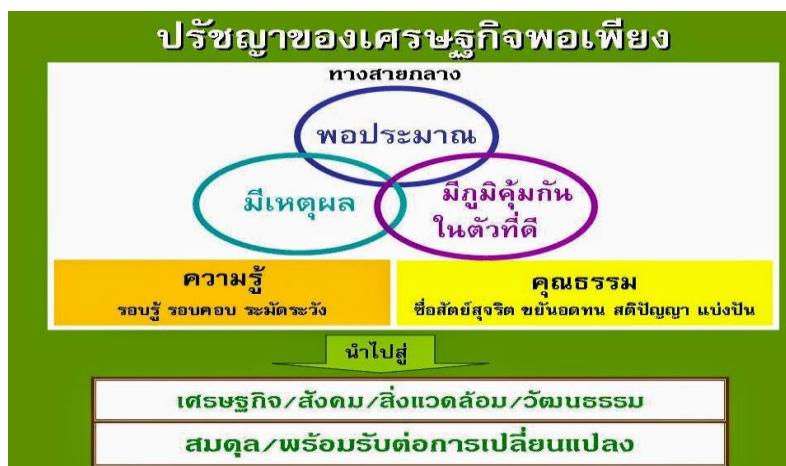 ปรัชญาของเศรษฐกิจพอเพียง
ทางสายกลาง
พอประมาณ
มีเหตุผล
มีภูมิคุ้มกัน
ในตัวที่ดี
ความรู้
รอบรู้ รอบคอบ ระมัดระวัง
คุณธรรม
ซื่อสัตย์สุจริต ขยันอดทน สติปัญญา แบ่งปัน
นำไปสู่
เศรษฐกิจ/สังคม/สิ่งแวดล้อม/วัฒนธรรม
สมดุล/พร้อมรับต่อการเปลี่ยนแปลง